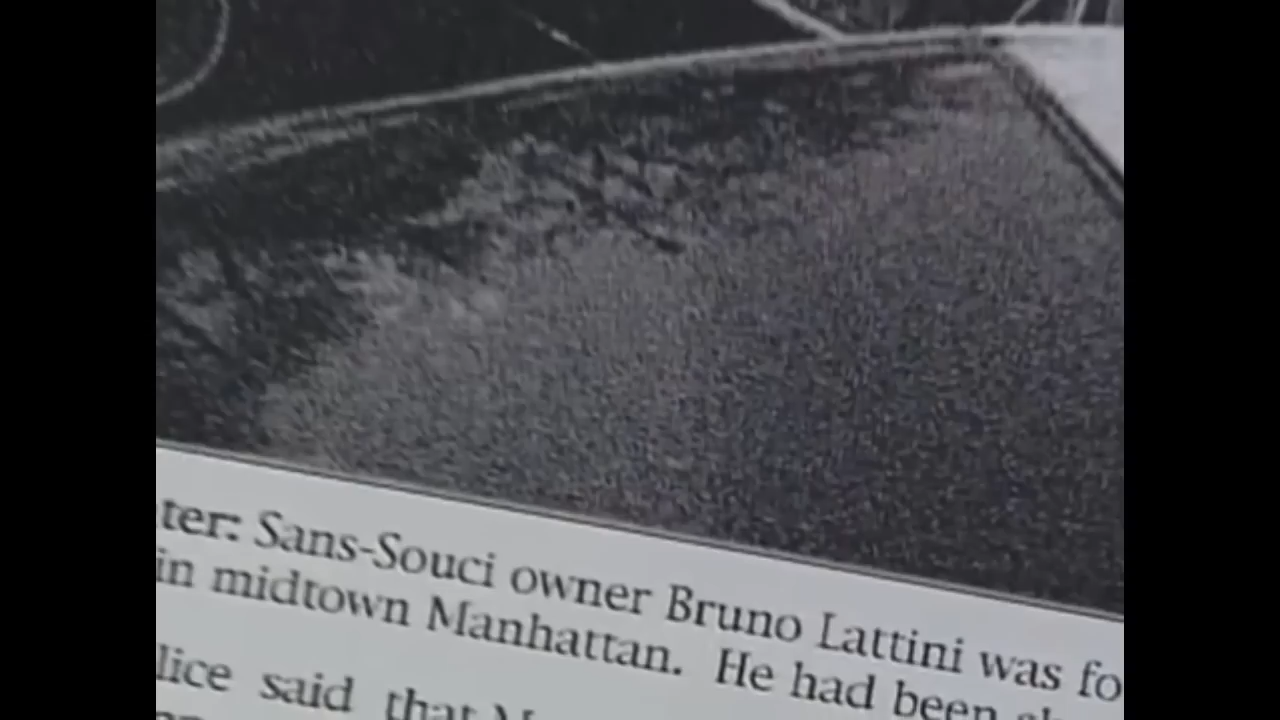 ter: Sans-Souci owner Bruno Lattini was fo
in midtown Manhattan. He had been
lice said that